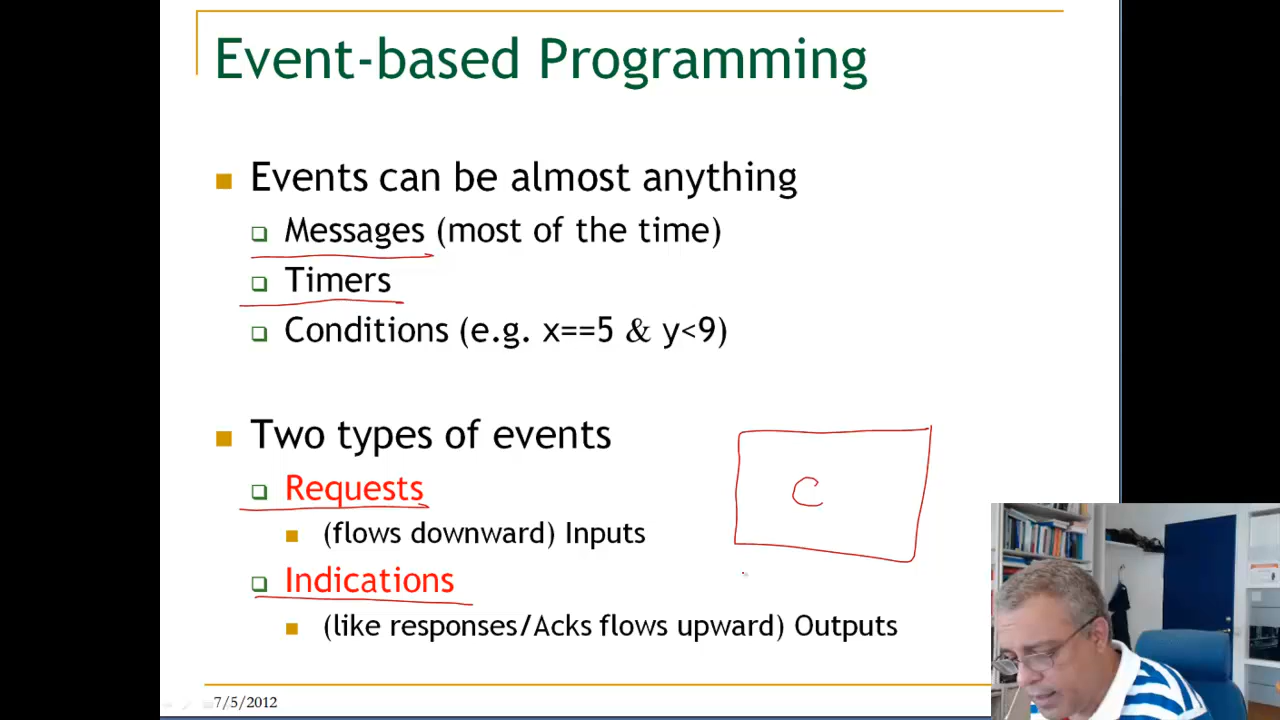 Event-based Programming
Events can be almost anything
Messages (most of the time)
Timers
Conditions (e.g. x==5 & y<9)
Two types of events
Requests
C
(flows downward) Inputs
Indications
(like responses/Acks flows upward) Outputs
7/5/2012